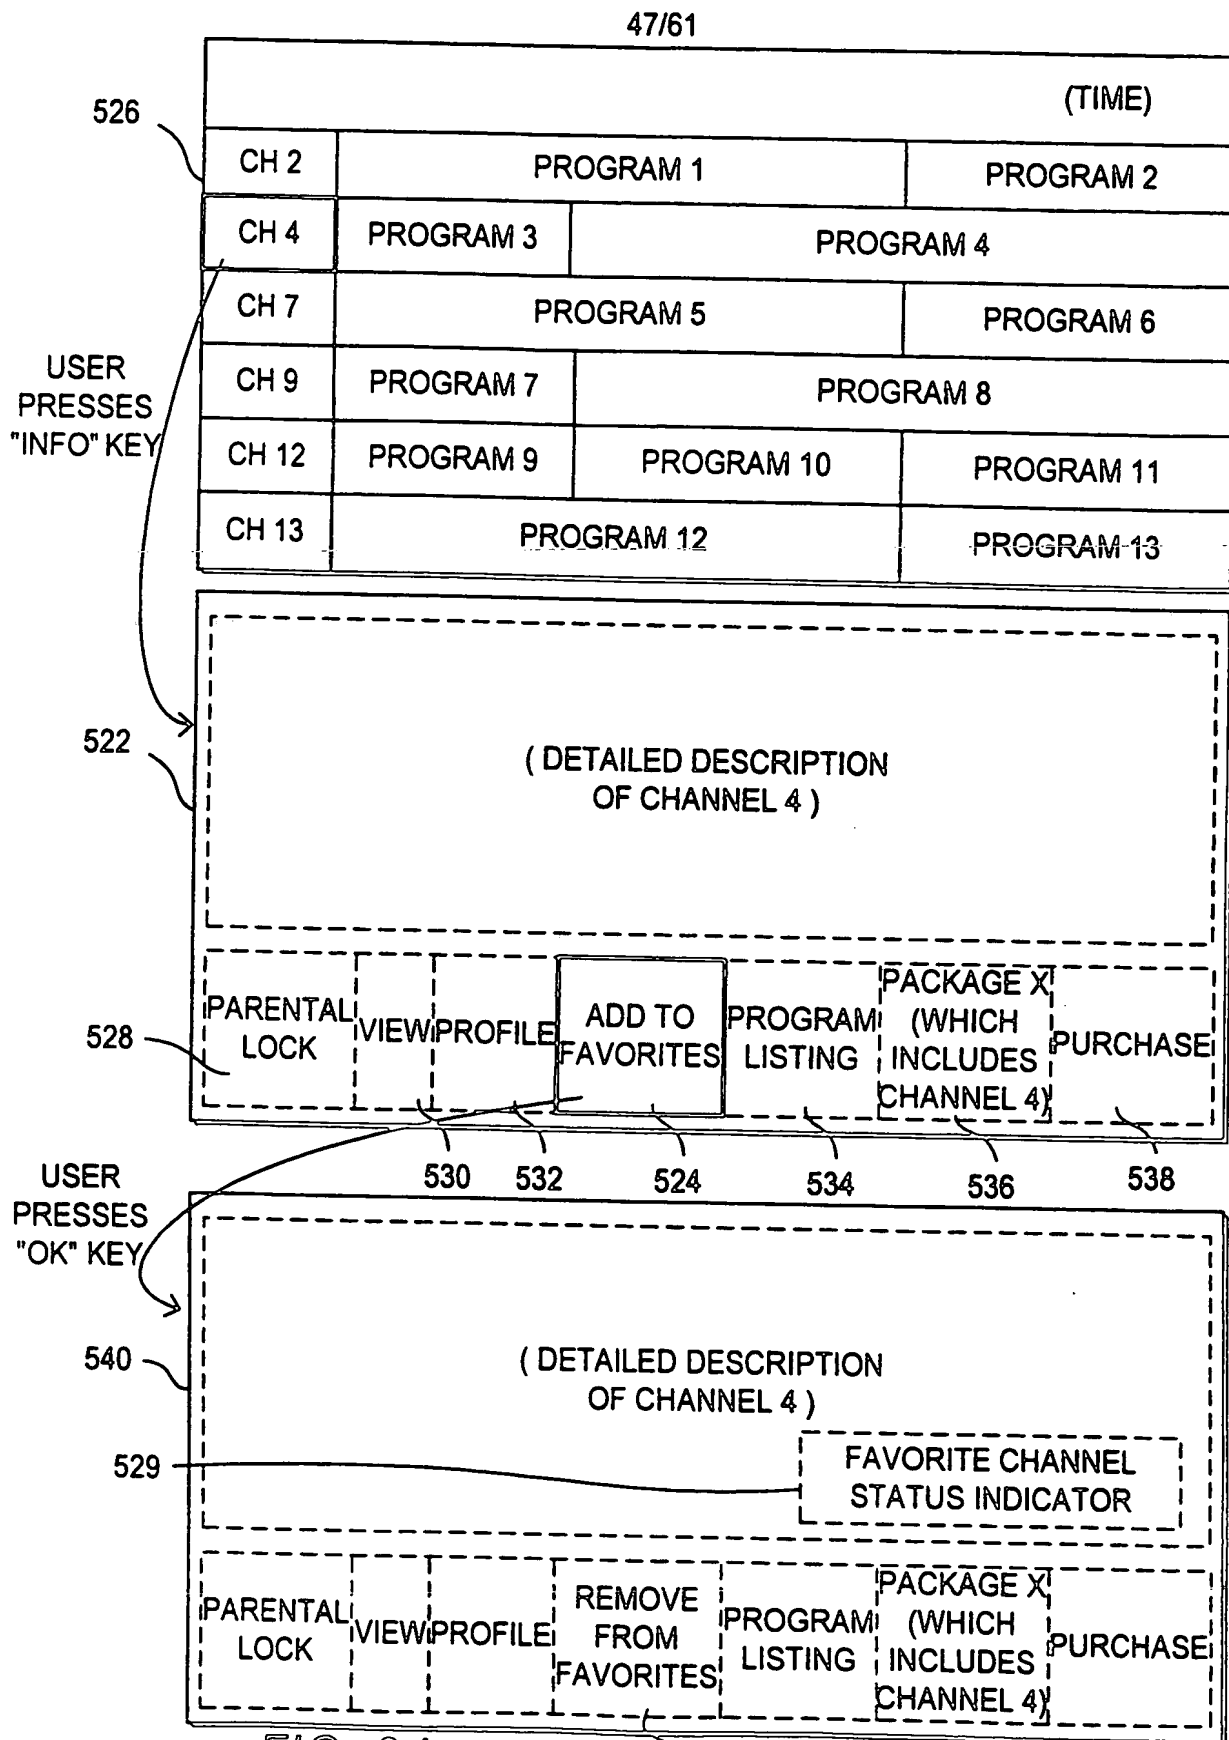 47/61
(TIME)
526
CH 2 PROGRAM 1 PROGRAM 2
CH 4 PROGRAM 3 PROGRAM 4
CH 7 PROGRAM 5 PROGRAM 6
CH 9 PROGRAM 7 PROGRAM 8
CH 12 PROGRAM 9 PROGRAM 10 PROGRAM 11
CH 13 PROGRAM 12 PROGRAM 13
USER
PRESSES
"INFO" KEY
522
( DETAILED DESCRIPTION
OF CHANNEL 4 )
528
PARENTAL
LOCK
VIEW
PROFILE
ADD TO
FAVORITES
PROGRAM
LISTING
PACKAGE X
(WHICH
INCLUDES
CHANNEL 4)
PURCHASE
530 532 524 534 536 538
USER
PRESSES
"OK" KEY
540
( DETAILED DESCRIPTION
OF CHANNEL 4 )
529
FAVORITE CHANNEL
STATUS INDICATOR
PARENTAL
LOCK
VIEW
PROFILE
REMOVE
FROM
FAVORITES
PROGRAM
LISTING
PACKAGE X
(WHICH
INCLUDES
CHANNEL 4)
PURCHASE